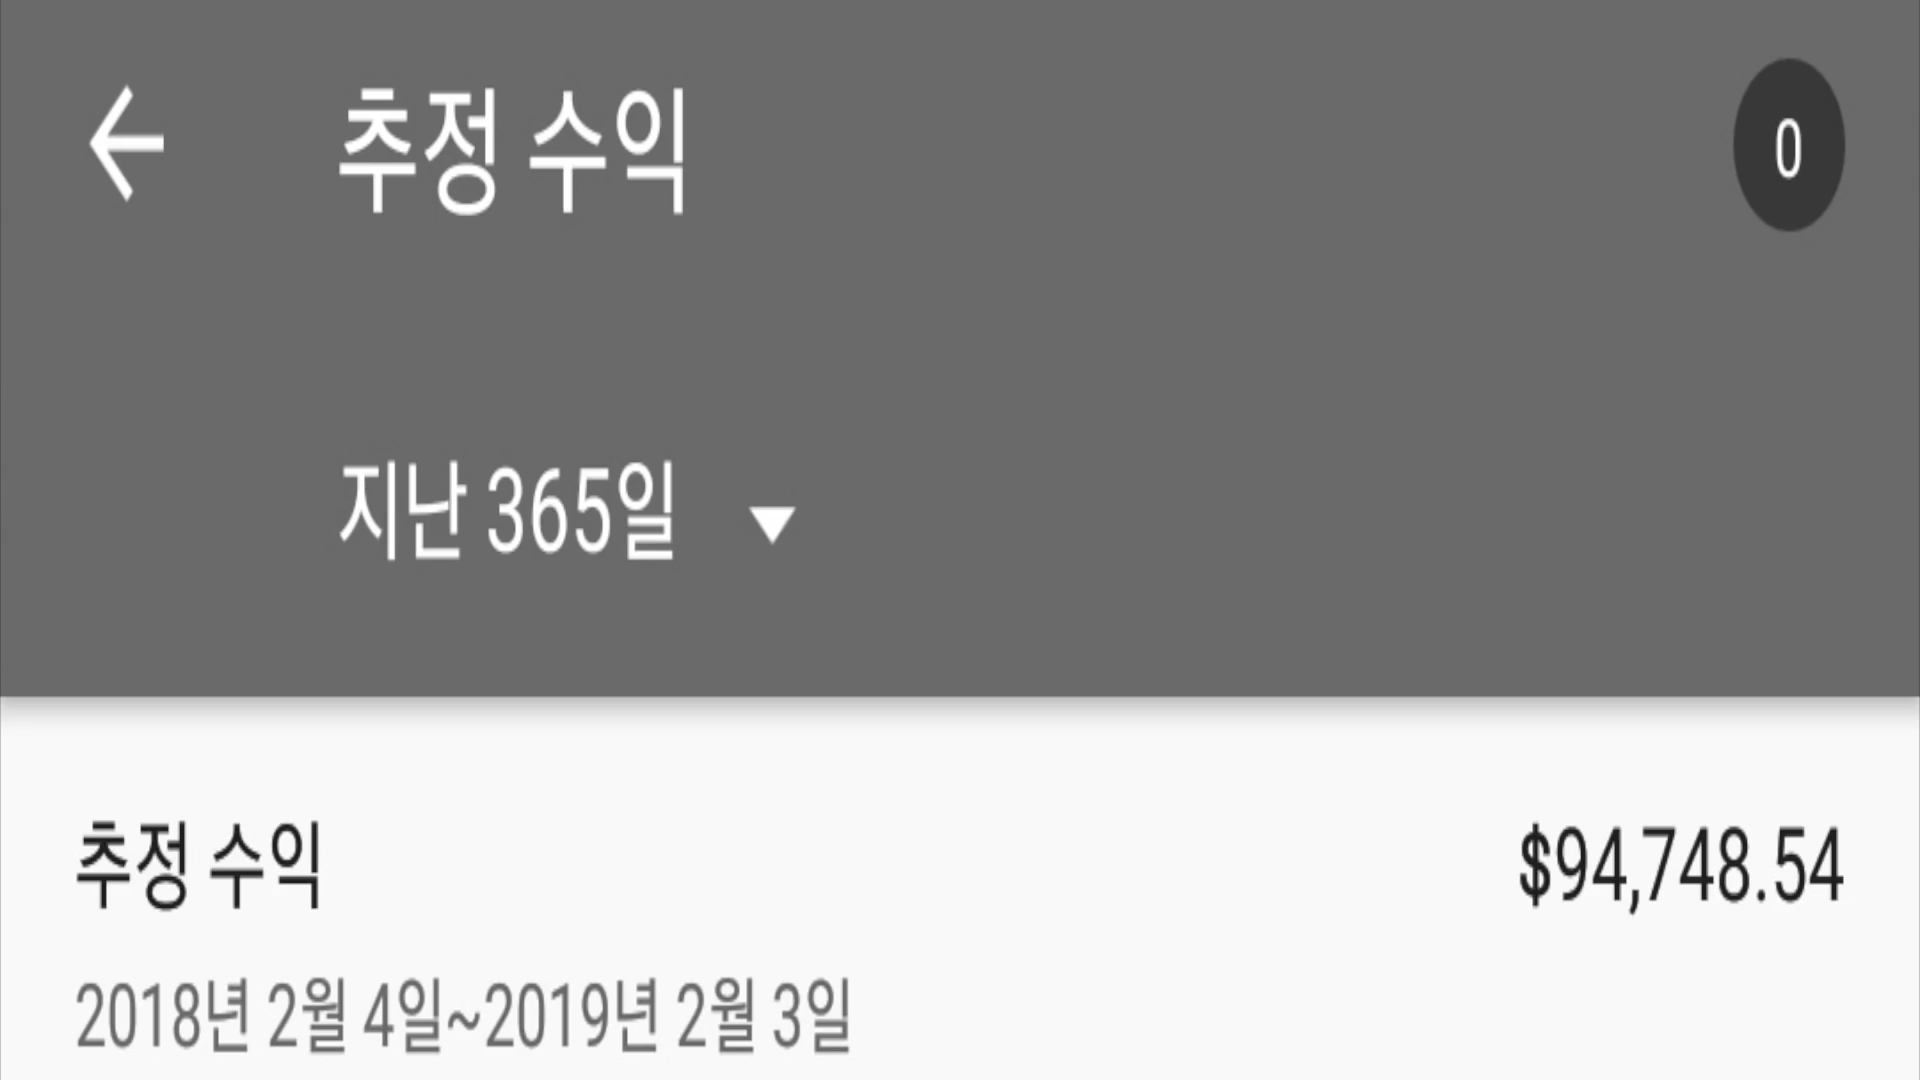 추정 수익
0
지난 365일
추정 수익 $94,748.54
2018년 2월 4일~2019년 2월 3일